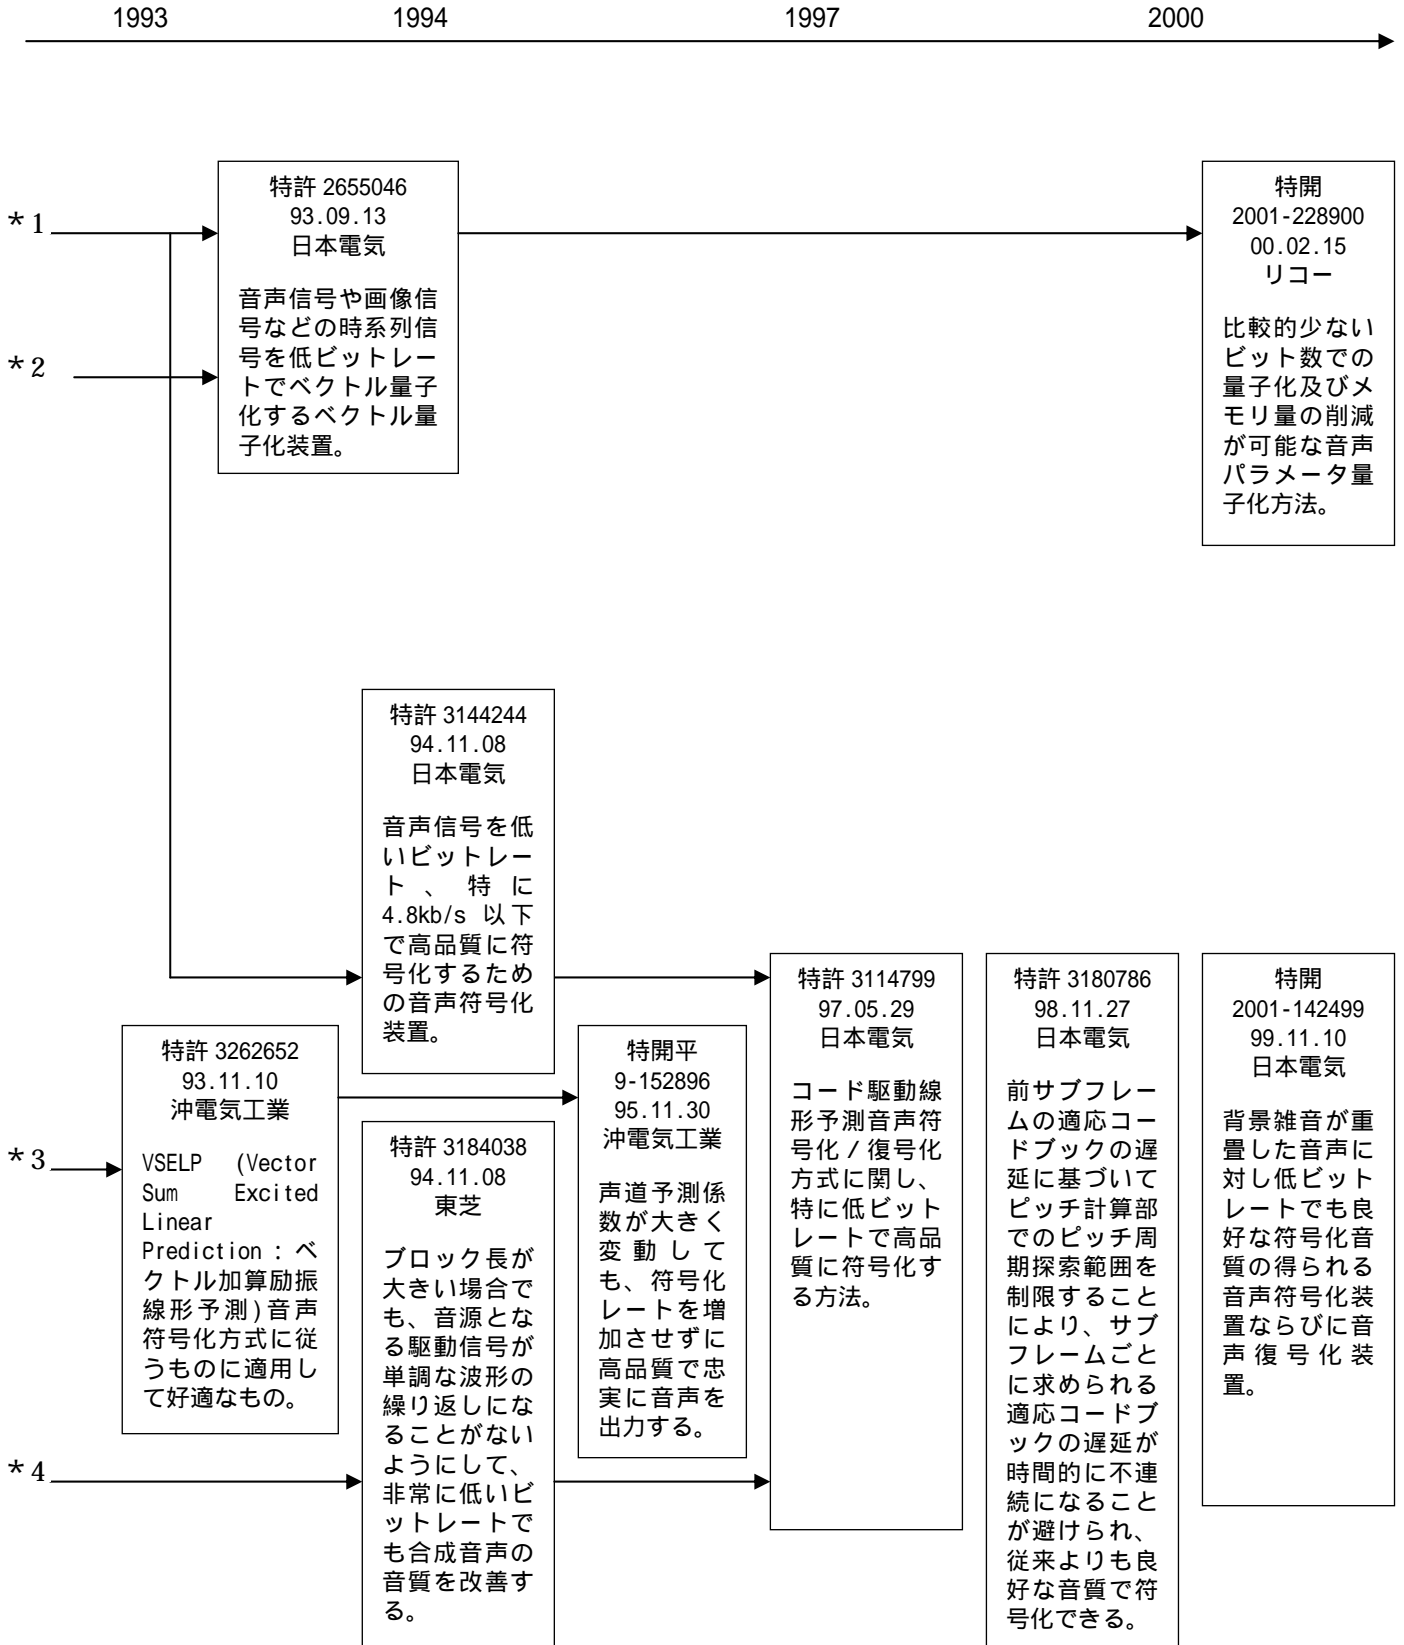 1993 1994 1997 2000
*1
特許 2655046
93.09.13
日本電気
音声信号や画像信
号などの時系列信
号を低ビットレー
トでベクトル量子
化するベクトル量
子化装置。
特開
2001-228900
00.02.15
リコー
比較的少ない
ビット数での
量子化及びメ
モリ量の削減
が可能な音声
パラメータ量
子化方法。
*2
特許 3144244
94.11.08
日本電気
音声信号を低
いビットレー
ト、特に
4.8kb/s 以下
で高品質に符
号化するため
の音声符号化
装置。
*3
特許 3262652
93.11.10
沖電気工業
VSELP (Vector
Sum Excited
Linear
Prediction:ベ
クトル加算励振
線形予測)音声
符号化方式に従
うものに適用し
て好適なもの。
*4
特許 3184038
94.11.08
東芝
ブロック長が
大きい場合で
も、音源とな
る駆動信号が
単調な波形の
繰り返しにな
ることがない
ようにして、
非常に低いビ
ットレートで
も合成音声の
音質を改善す
る。
特開平
9-152896
95.11.30
沖電気工業
声道予測係
数が大きく
変動して
も、符号化
レートを増
加させずに
高品質で忠
実に音声を
出力する。
特許 3114799
97.05.29
日本電気
コード駆動線
形予測音声符
号化/復号化
方式に関し、
特に低ビット
レートで高品
質に符号化す
る方法。
特許 3180786
98.11.27
日本電気
前サブフレー
ムの適応コー
ドブックの遅
延に基づいて
ピッチ計算部
でのピッチ周
期探索範囲を
制限すること
により、サブ
フレームごと
に求められる
適応コードブ
ックの遅延が
時間的に不連
続になること
が避けられ、
従来よりも良
好な音質で符
号化できる。
特開
2001-142499
99.11.10
日本電気
背景雑音が重
畳した音声に
対し低ビット
レートでも良
好な符号化音
質の得られる
音声符号化装
置ならびに音
声復号化装
置。